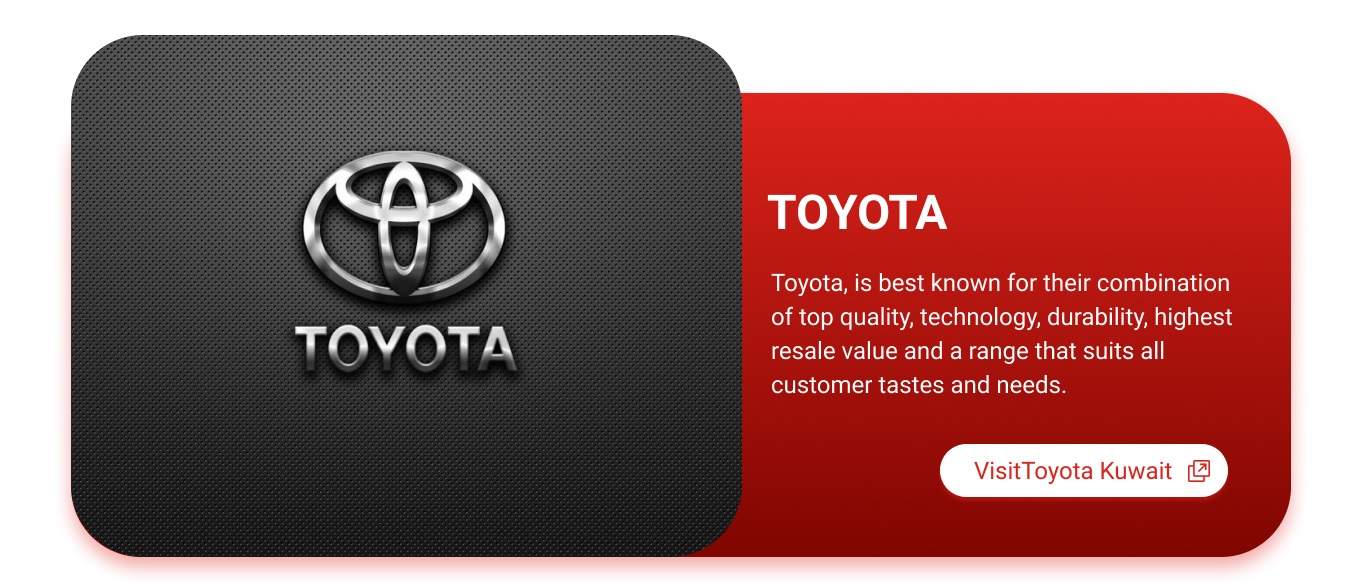 TOYOTA
TOYOTA
Toyota, is best known for their combination
of top quality, technology, durability, highest
resale value and a range that suits all
customer tastes and needs.
VisitToyota Kuwait